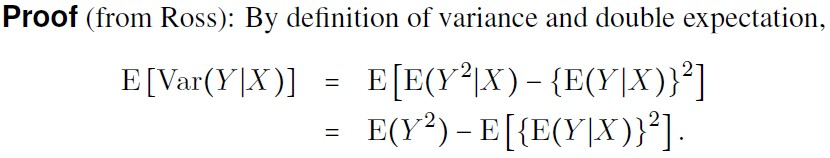 Proof (from Ross): By definition of variance and double expectation,
E[Var(Y|X)] = E[E(Y²|X) − {E(Y|X)}²]
= E(Y²) − E[{E(Y|X)}²].